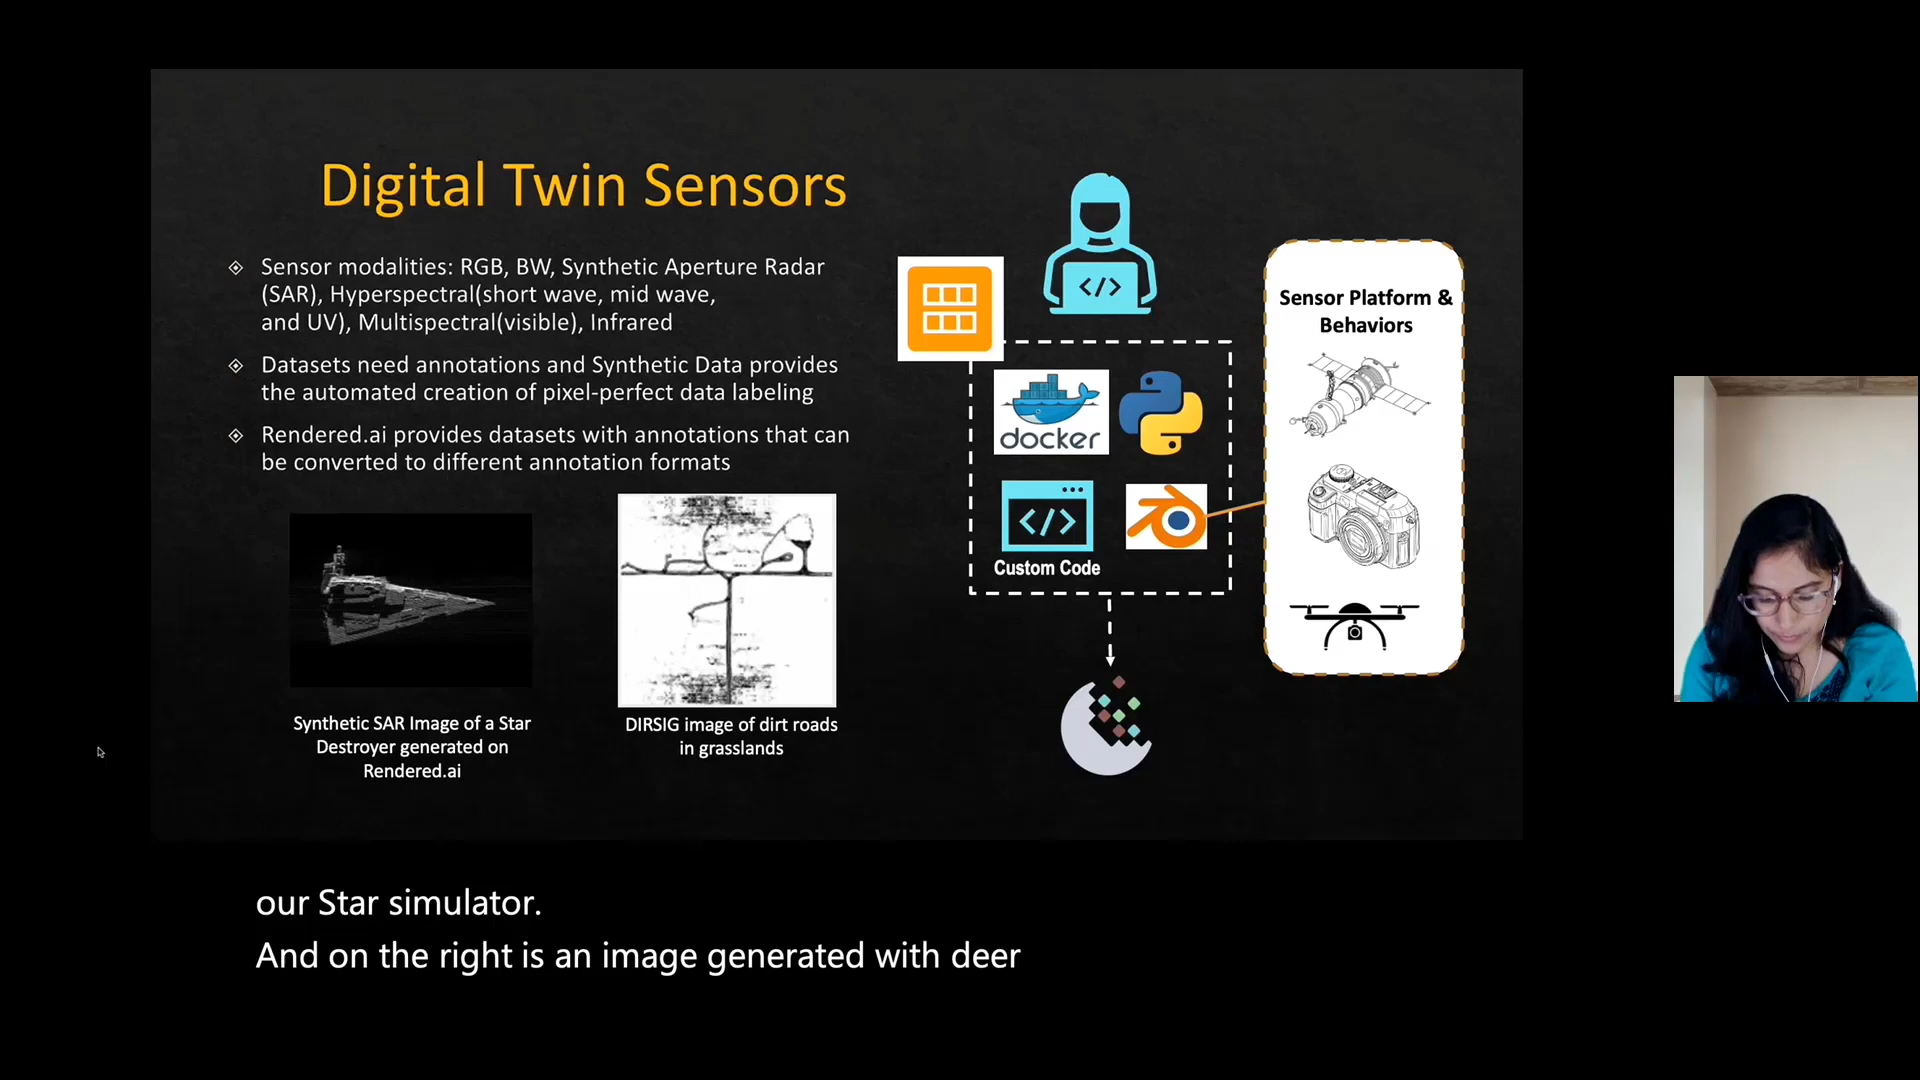 Digital Twin Sensors
Sensor modalities: RGB, BW, Synthetic Aperture Radar
(SAR), Hyperspectral(short wave, mid wave,
and UV), Multispectral(visible), Infrared
Datasets need annotations and Synthetic Data provides
the automated creation of pixel-perfect data labeling
Rendered.ai provides datasets with annotations that can
be converted to different annotation formats
Synthetic SAR Image of a Star
Destroyer generated on
Rendered.ai
DIRSIG image of dirt roads
in grasslands
</>
docker
</>
Custom Code
Sensor Platform &
Behaviors
our Star simulator.
And on the right is an image generated with deer